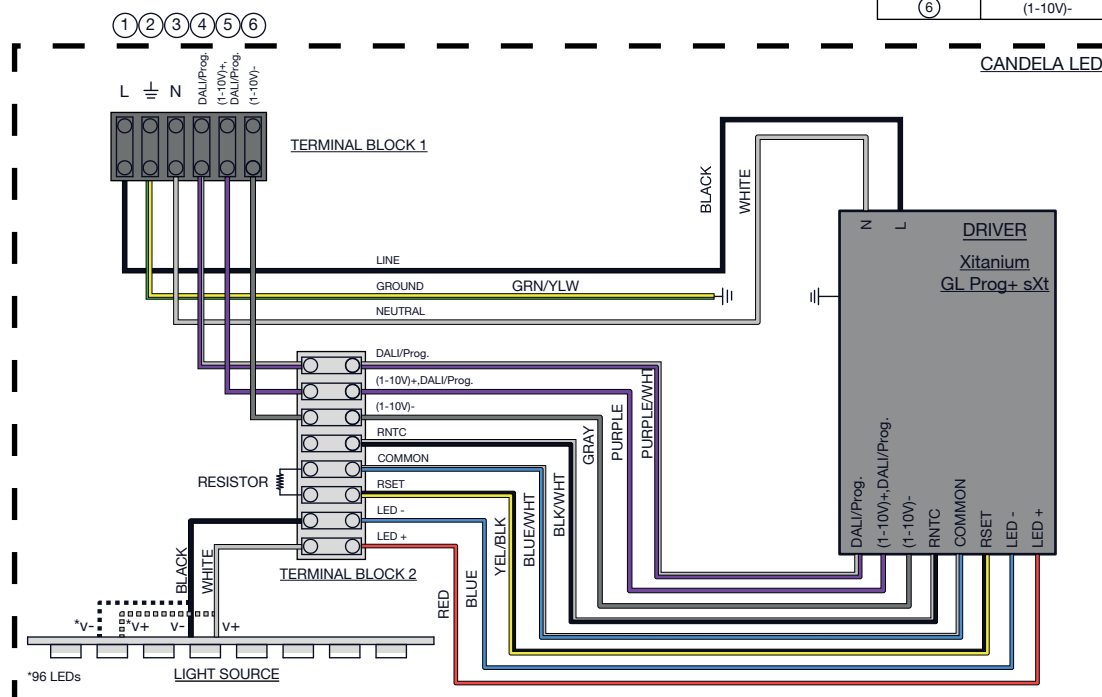 6 (1-10V)-
1 2 3 4 5 6
CANDELA LED
L N DALI/Prog. (1-10V)+, DALI/Prog. (1-10V)-
TERMINAL BLOCK 1
BLACK
WHITE
N L
DRIVER
Xitanium
GL Prog+ sXt
LINE
GROUND GRN/YLW
NEUTRAL
DALI/Prog.
(1-10V)+,DALI/Prog.
(1-10V)-
RNTC
COMMON
RSET
LED -
LED +
RESISTOR
TERMINAL BLOCK 2
BLACK
WHITE
RED
BLUE
YEL/BLK
BLUE/WHT
BLK/WHT
GRAY
PURPLE
PURPLE/WHT
DALI/Prog.
(1-10V)+,DALI/Prog.
(1-10V)-
RNTC
COMMON
RSET
LED -
LED +
*v- *v+ v- v+
*96 LEDs
LIGHT SOURCE